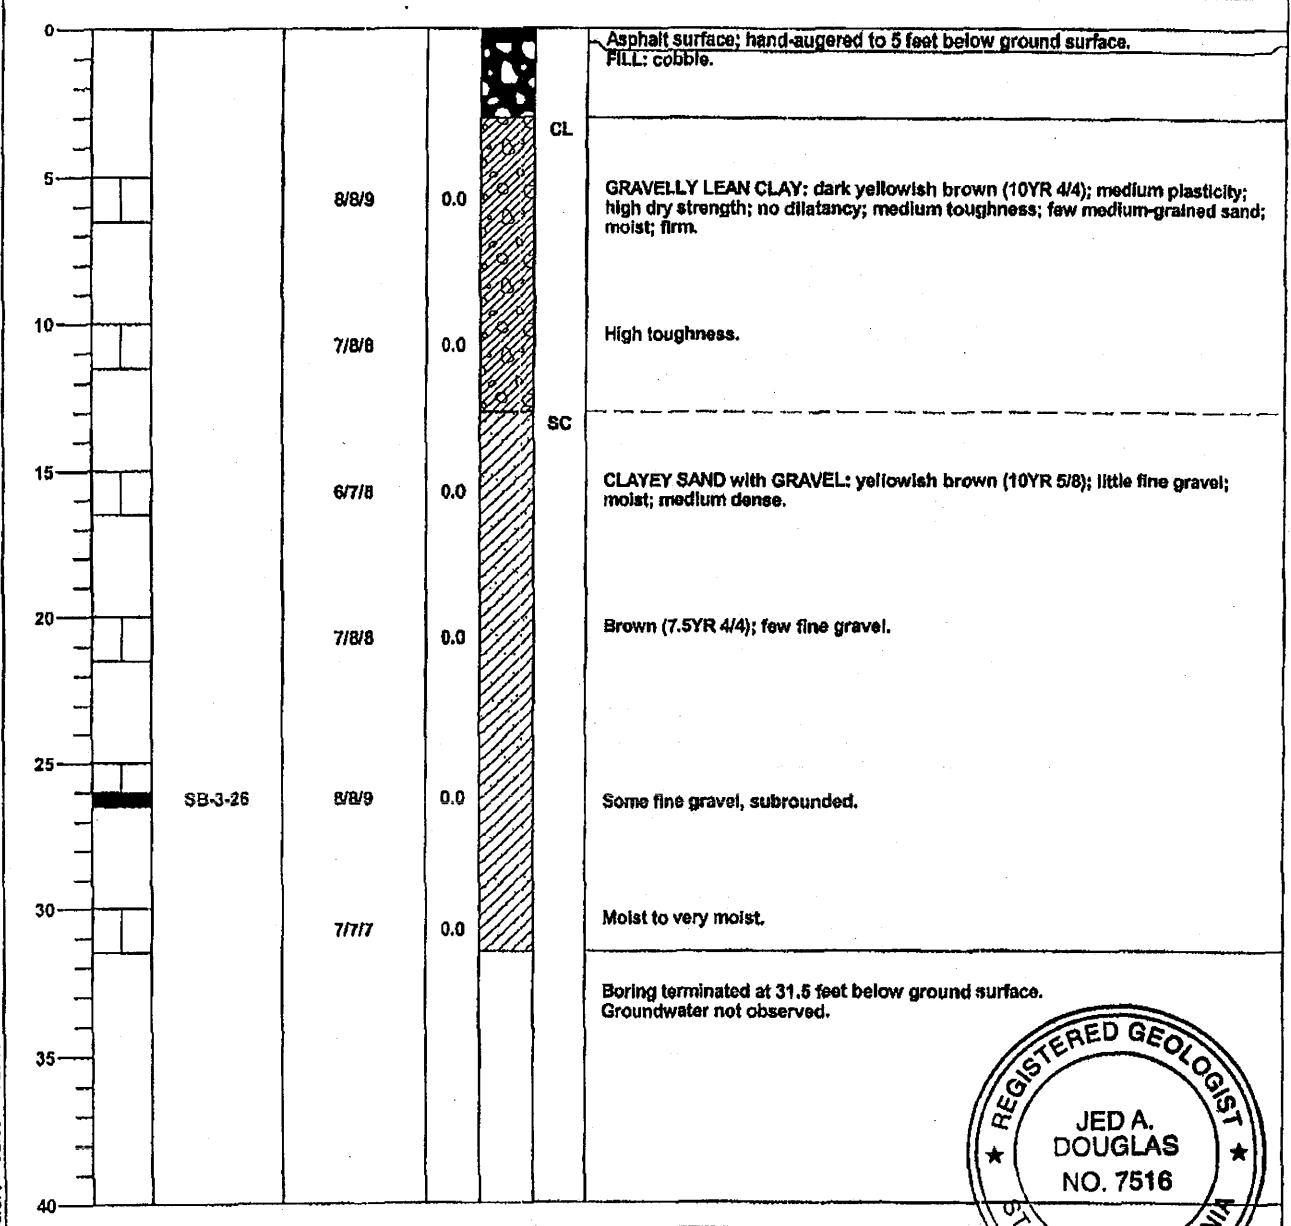 0
Asphalt surface; hand-augered to 5 feet below ground surface.
FILL: cobble.
CL
5
8/8/9
0.0
GRAVELLY LEAN CLAY: dark yellowish brown (10YR 4/4); medium plasticity;
high dry strength; no dilatancy; medium toughness; few medium-grained sand;
moist; firm.
10
7/8/8
0.0
High toughness.
SC
15
6/7/8
0.0
CLAYEY SAND with GRAVEL: yellowish brown (10YR 5/8); little fine gravel;
moist; medium dense.
20
7/8/8
0.0
Brown (7.5YR 4/4); few fine gravel.
25
SB-3-26
8/8/9
0.0
Some fine gravel, subrounded.
30
7/7/7
0.0
Moist to very moist.
Boring terminated at 31.5 feet below ground surface.
Groundwater not observed.
35
REGISTERED GEOLOGIST
JED A.
DOUGLAS
NO. 7516
40